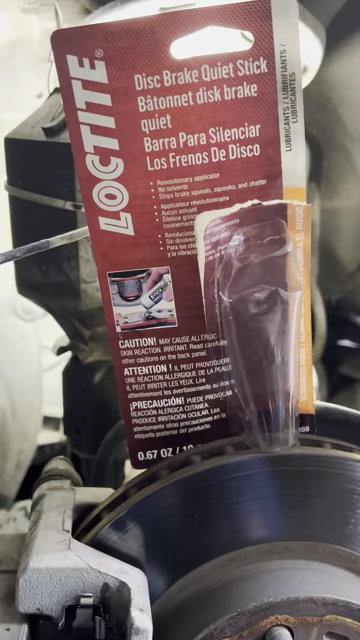 LOCTITE®
Disc Brake Quiet Stick
Bâtonnet disk brake
quiet
Barra Para Silenciar
Los Frenos De Disco
LUBRICANTS / LUBRIFIANTS /
LUBRICANTES
• Revolutionary applicator
• No solvents
• Stops brake squeals, squeaks, and chatter
• Applicateur révolutionnaire
• Aucun solvant
CAUTION! MAY CAUSE ALLERGIC
SKIN REACTION. IRRITANT. Read carefully
other cautions on the back panel.
ATTENTION ! IL PEUT PROVOQUER
UNE RÉACTION ALLERGIQUE DE LA PEAU
IL PEUT IRRITER LES YEUX. Lire
attentivement les avertissements au dos.
¡PRECAUCIÓN! PUEDE PROVOCAR
REACCIÓN ALÉRGICA CUTÁNEA.
PRODUCE IRRITACIÓN OCULAR. Lea
atentamente otras precauciones en la
etiqueta posterior del producto.
0.67 OZ /